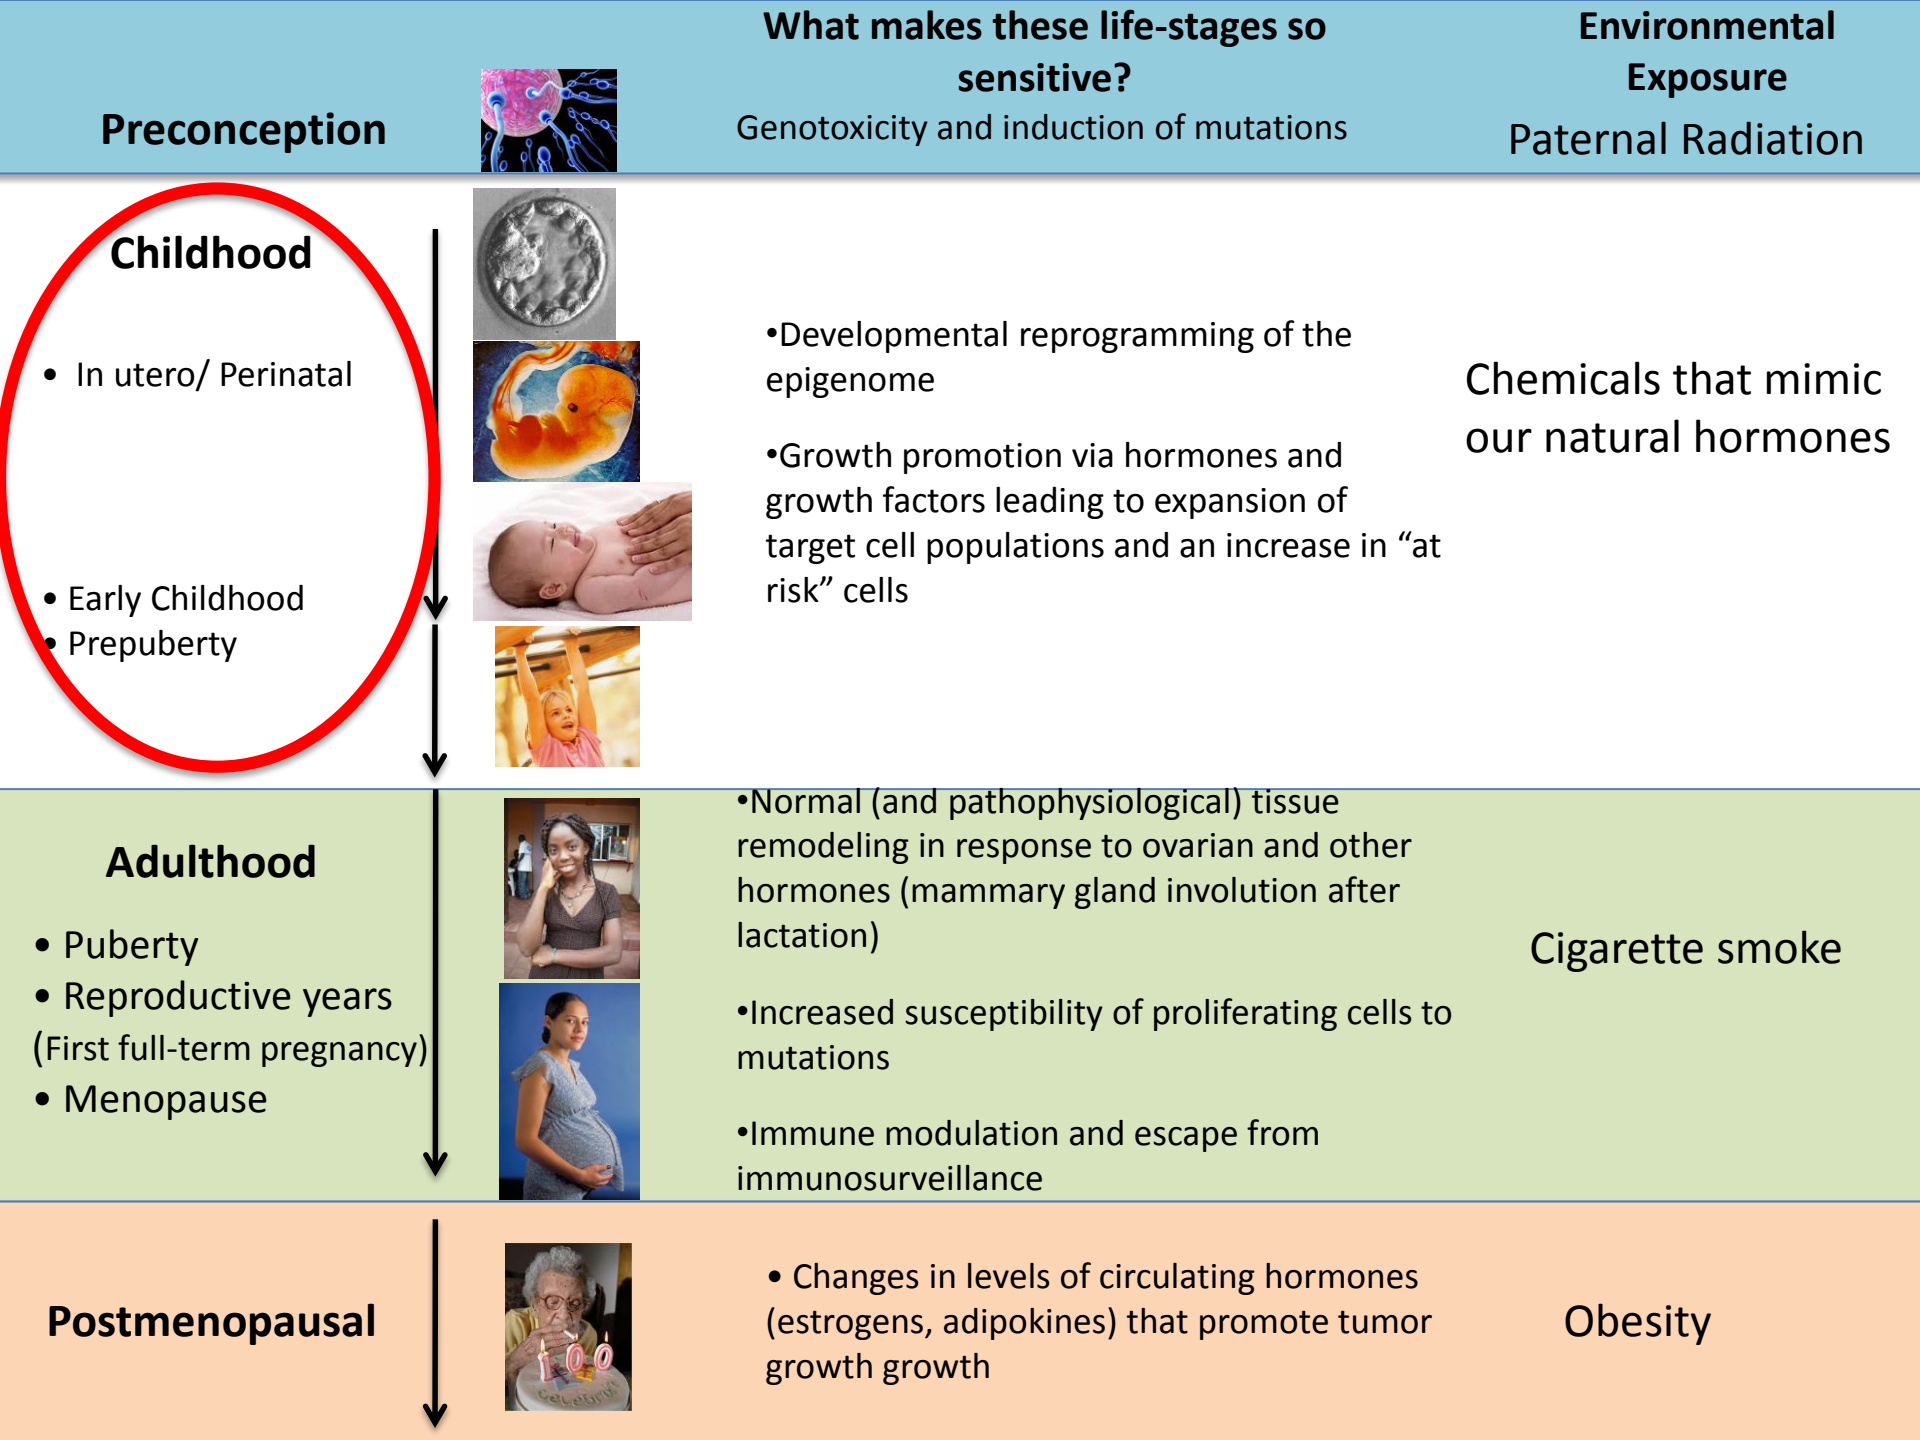 What makes these life-stages so
sensitive?
Environmental
Exposure
Preconception
Genotoxicity and induction of mutations
Paternal Radiation
Childhood
• In utero/ Perinatal
• Early Childhood
• Prepuberty
•Developmental reprogramming of the
epigenome
•Growth promotion via hormones and
growth factors leading to expansion of
target cell populations and an increase in “at
risk” cells
Chemicals that mimic
our natural hormones
Adulthood
• Puberty
• Reproductive years
(First full-term pregnancy)
• Menopause
•Normal (and pathophysiological) tissue
remodeling in response to ovarian and other
hormones (mammary gland involution after
lactation)
•Increased susceptibility of proliferating cells to
mutations
•Immune modulation and escape from
immunosurveillance
Cigarette smoke
Postmenopausal
100
• Changes in levels of circulating hormones
(estrogens, adipokines) that promote tumor
growth growth
Obesity